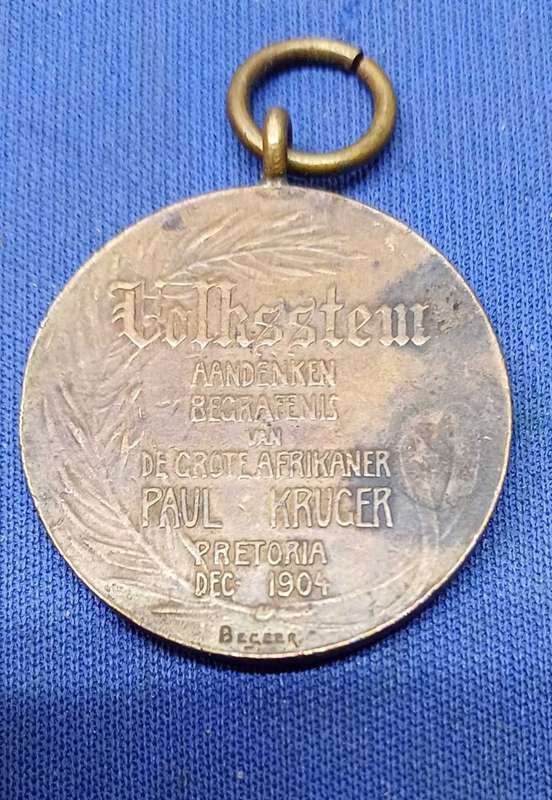 Volksstem
AANDENKEN
BEGRAFENIS
VAN
DE GROTE AFRIKANER
PAUL KRUGER
PRETORIA
DEC. 1904
BEGEER